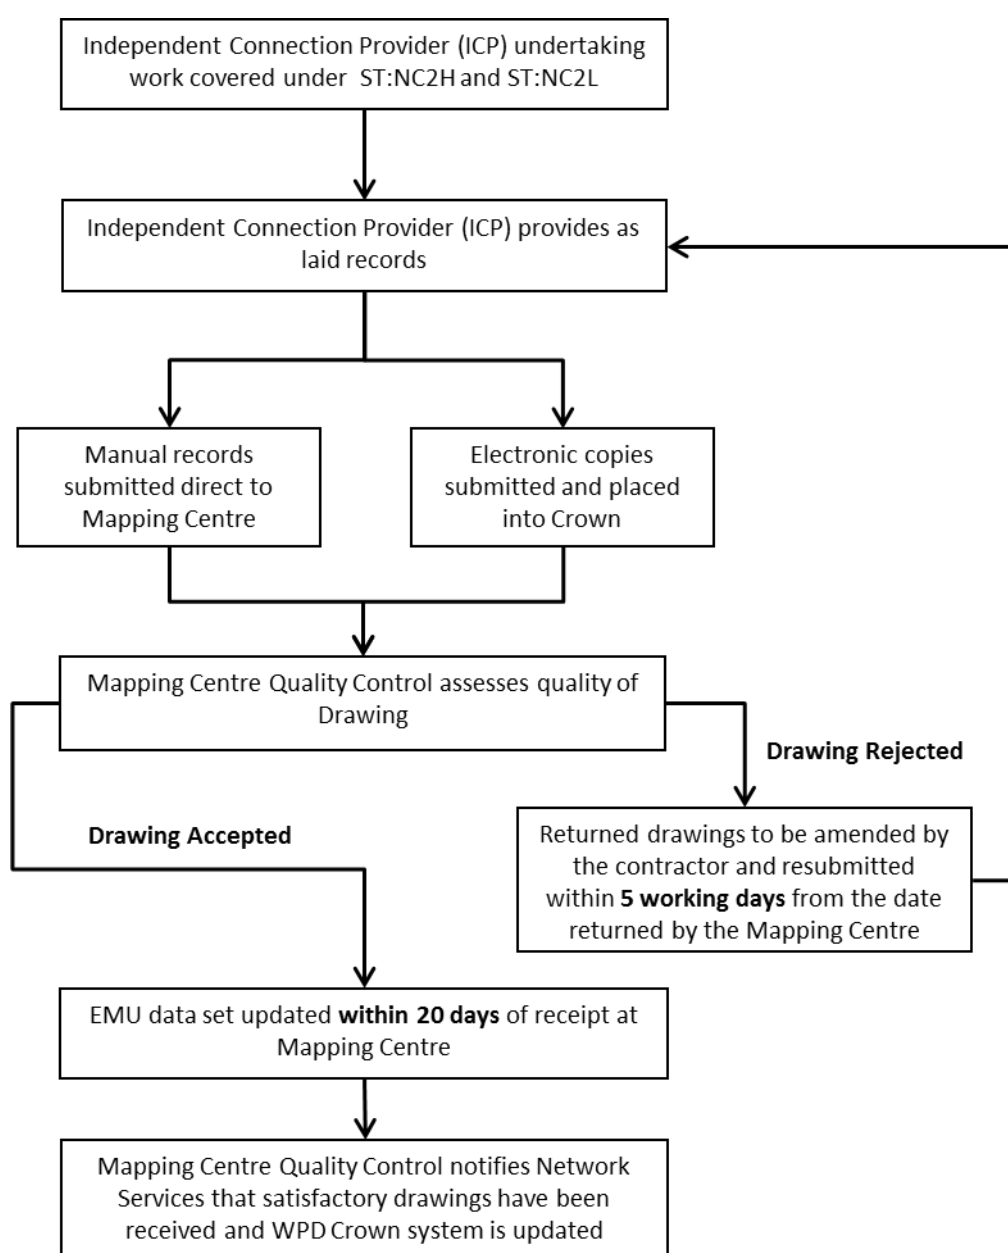 Independent Connection Provider (ICP) undertaking
work covered under ST:NC2H and ST:NC2L
Independent Connection Provider (ICP) provides as
laid records
Manual records
submitted direct to
Mapping Centre
Electronic copies
submitted and placed
into Crown
Mapping Centre Quality Control assesses quality of
Drawing
Drawing Rejected
Drawing Accepted
Returned drawings to be amended by
the contractor and resubmitted
within 5 working days from the date
returned by the Mapping Centre
EMU data set updated within 20 days of receipt at
Mapping Centre
Mapping Centre Quality Control notifies Network
Services that satisfactory drawings have been
received and WPD Crown system is updated